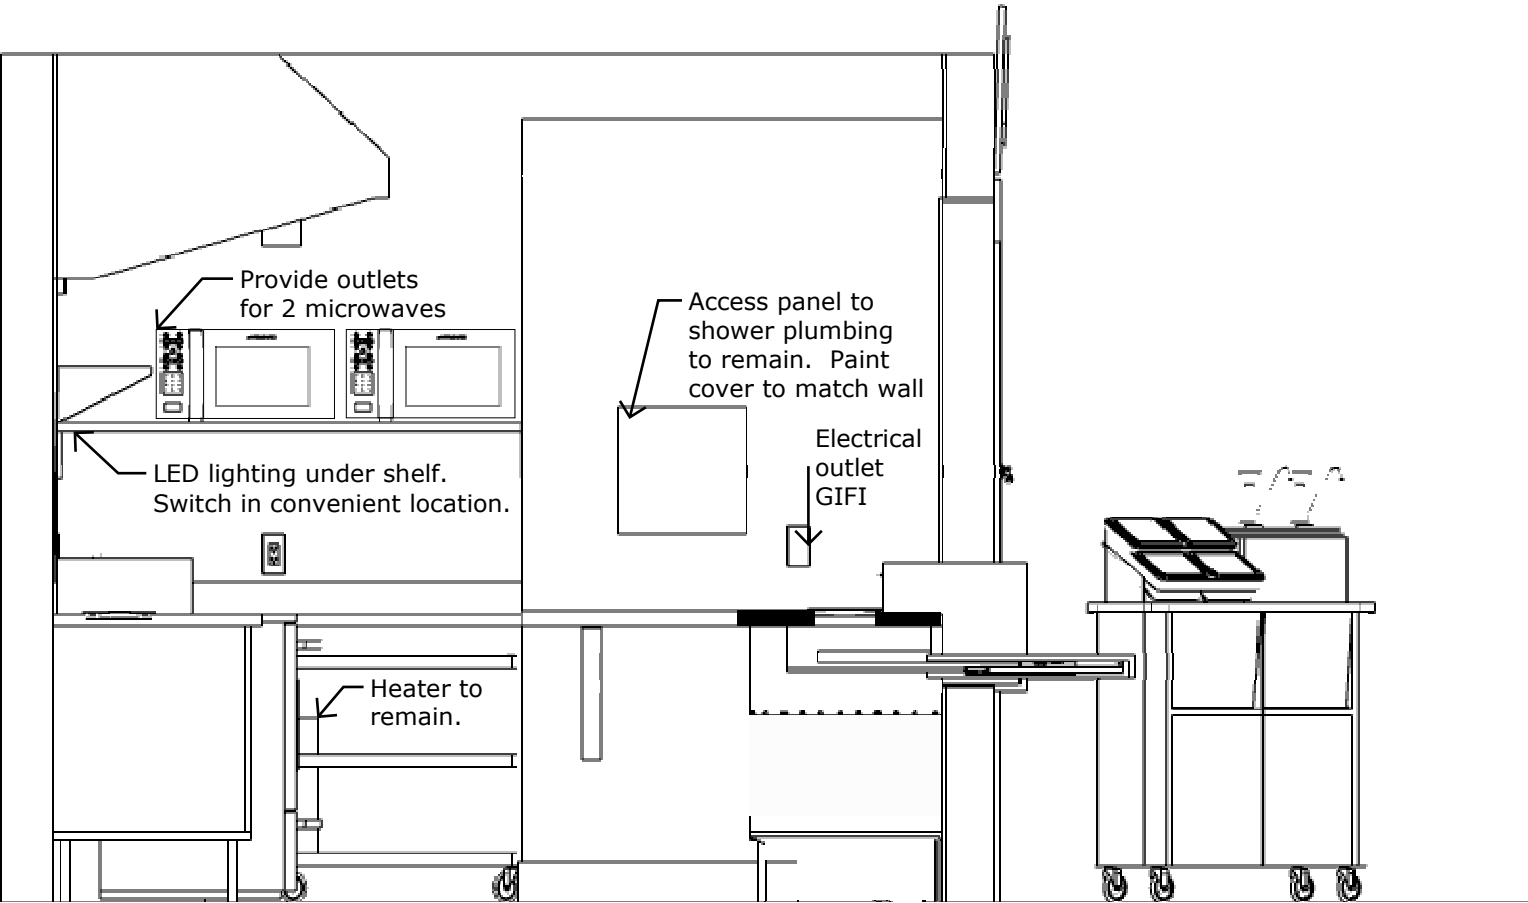 Provide outlets
for 2 microwaves
Access panel to
shower plumbing
to remain.  Paint
cover to match wall
Electrical
outlet
GIFI
LED lighting under shelf.
Switch in convenient location.
Heater to
remain.